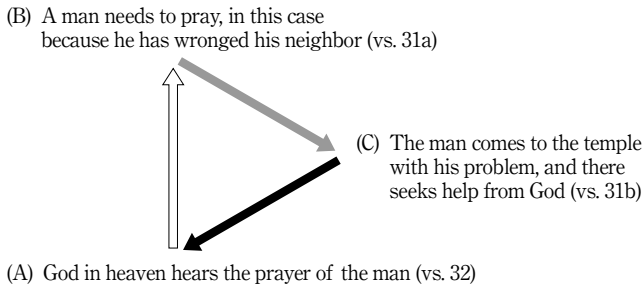 (B) A man needs to pray, in this case
because he has wronged his neighbor (vs. 31a)
(C) The man comes to the temple
with his problem, and there
seeks help from God (vs. 31b)
(A) God in heaven hears the prayer of the man (vs. 32)